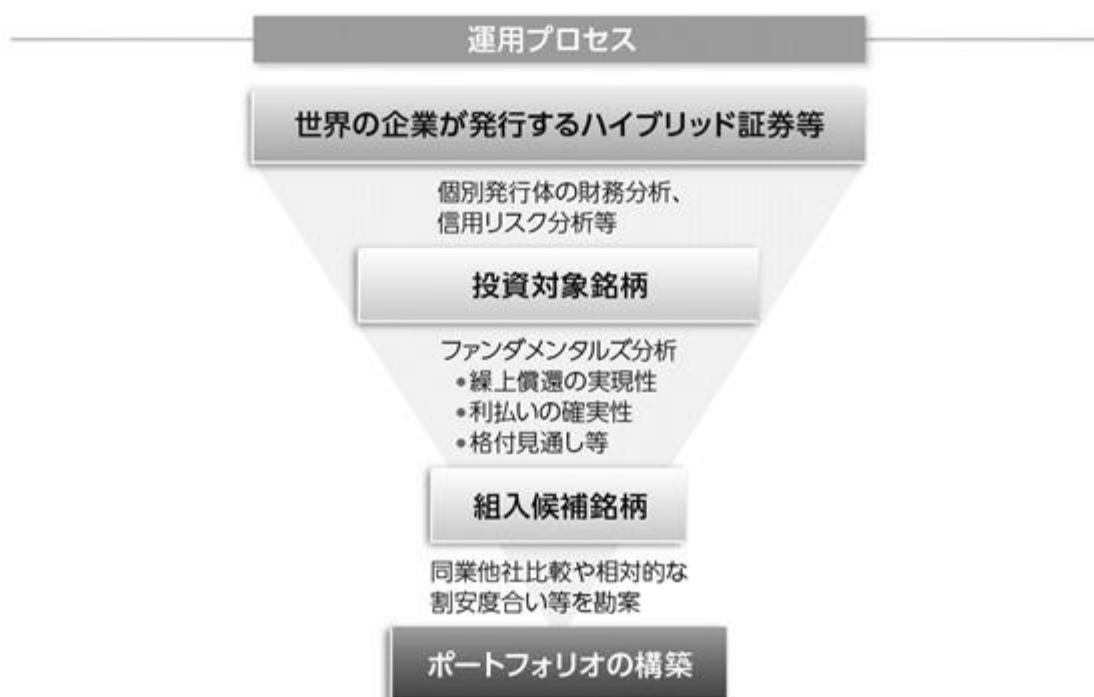 運用プロセス
世界の企業が発行するハイブリッド証券等
個別発行体の財務分析、
信用リスク分析等
投資対象銘柄
ファンダメンタルズ分析
•繰上償還の実現性
•利払いの確実性
•格付見通し等
組入候補銘柄
同業他社比較や相対的な
割安度合い等を勘案
ポートフォリオの構築